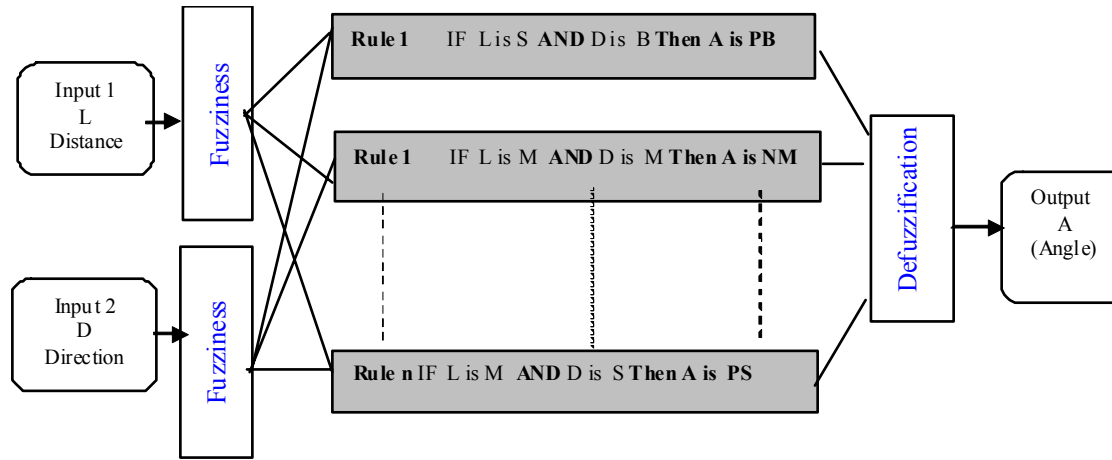 Input 1
L
Distance
Fuzziness
Rule 1 IF L is S AND D is B Then A is PB
Rule 1 IF L is M AND D is M Then A is NM
Input 2
D
Direction
Fuzziness
Rule n IF L is M AND D is S Then A is PS
Defuzzification
Output
A
(Angle)